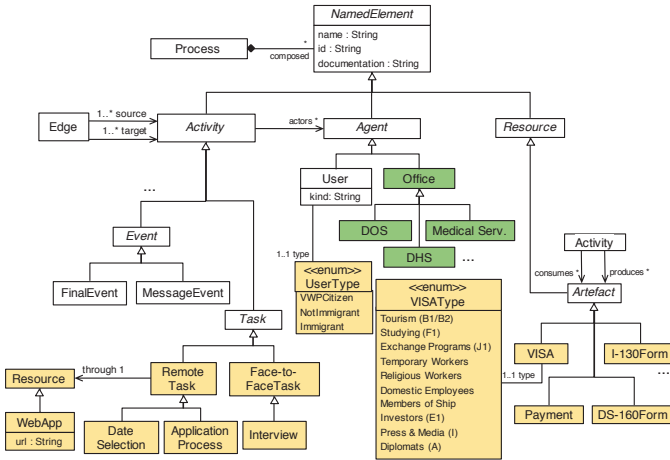 NamedElement
name : String
id : String
documentation : String
Process
*
composed
Edge
1..* source
1..* target
Activity
actors *
Agent
Resource
...
User
kind: String
Office
DOS
Medical Serv.
DHS
...
Event
FinalEvent
MessageEvent
1..1 type
<<enum>>
UserType
VWPCitizen
NotImmigrant
Immigrant
<<enum>>
VISAType
Tourism (B1/B2)
Studying (F1)
Exchange Programs (J1)
Temporary Workers
Religious Workers
Domestic Employees
Members of Ship
Investors (E1)
Press & Media (I)
Diplomats (A)
Activity
consumes *
produces *
Artefact
VISA
I-130Form
...
1..1 type
Payment
DS-160Form
Task
Resource
through 1
Remote
Task
Face-to-
FaceTask
WebApp
url : String
Date
Selection
Application
Process
Interview